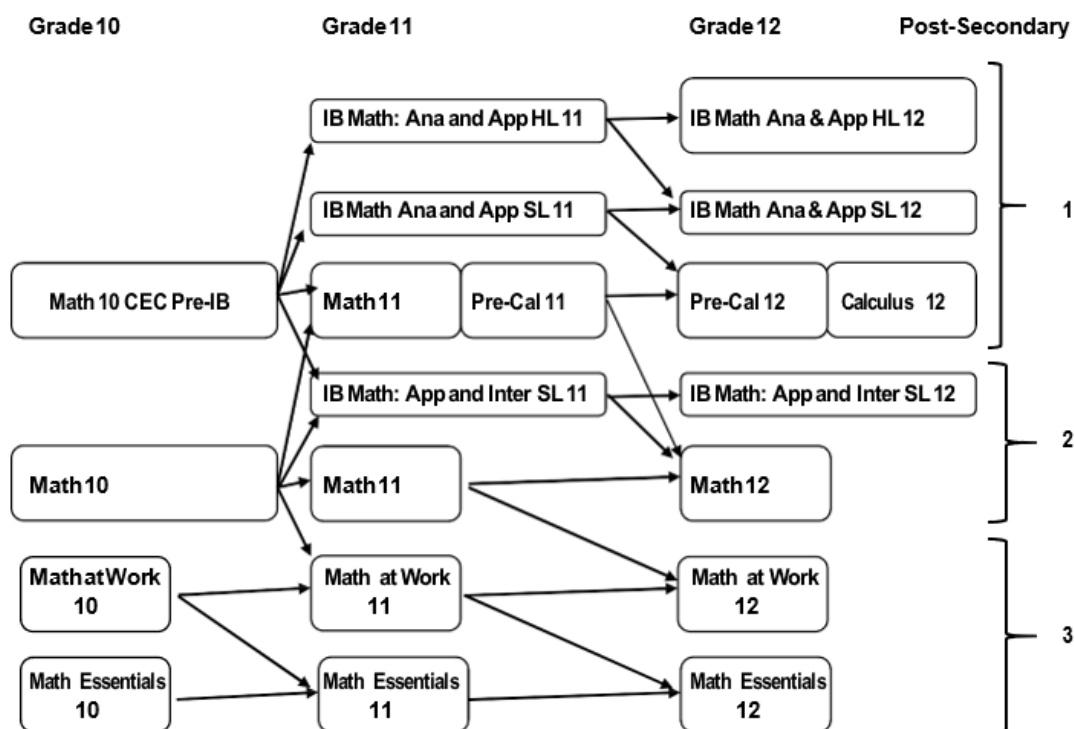 Grade 10 Grade 11 Grade 12 Post-Secondary
IB Math: Ana and App HL 11
IB Math Ana & App HL 12
IB Math Ana and App SL 11
IB Math Ana & App SL 12
1
Math 10 CEC Pre-IB
Math 11
Pre-Cal 11
Pre-Cal 12
Calculus 12
IB Math: App and Inter SL 11
IB Math: App and Inter SL 12
2
Math 10
Math 11
Math 12
Math at Work
10
Math at Work
11
Math at Work
12
3
Math Essentials
10
Math Essentials
11
Math Essentials
12